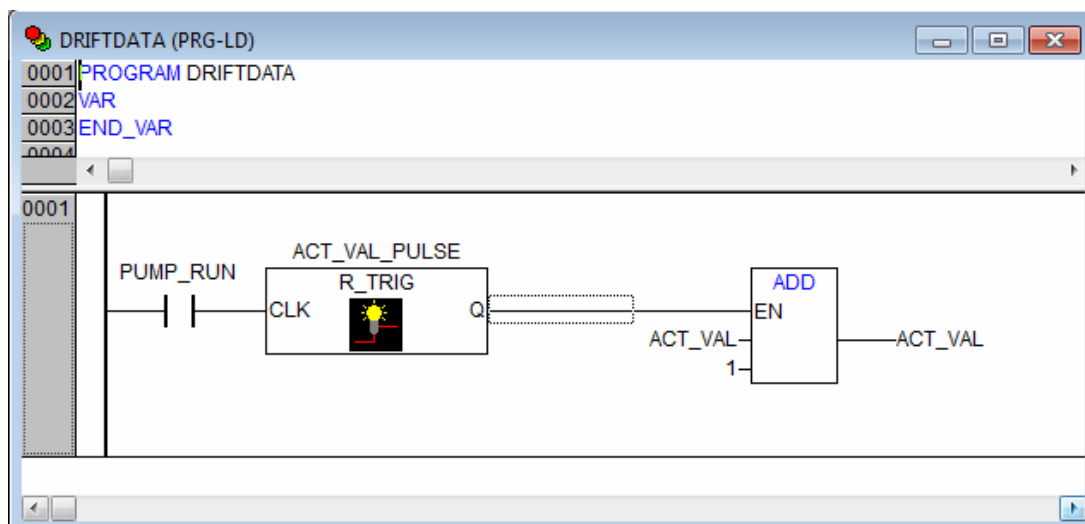 DRIFTDATA (PRG-LD)
0001 PROGRAM DRIFTDATA
0002 VAR
0003 END_VAR
0004
0001
ACT_VAL_PULSE
PUMP_RUN
R_TRIG
ADD
CLK
Q
EN
ACT_VAL
ACT_VAL
1